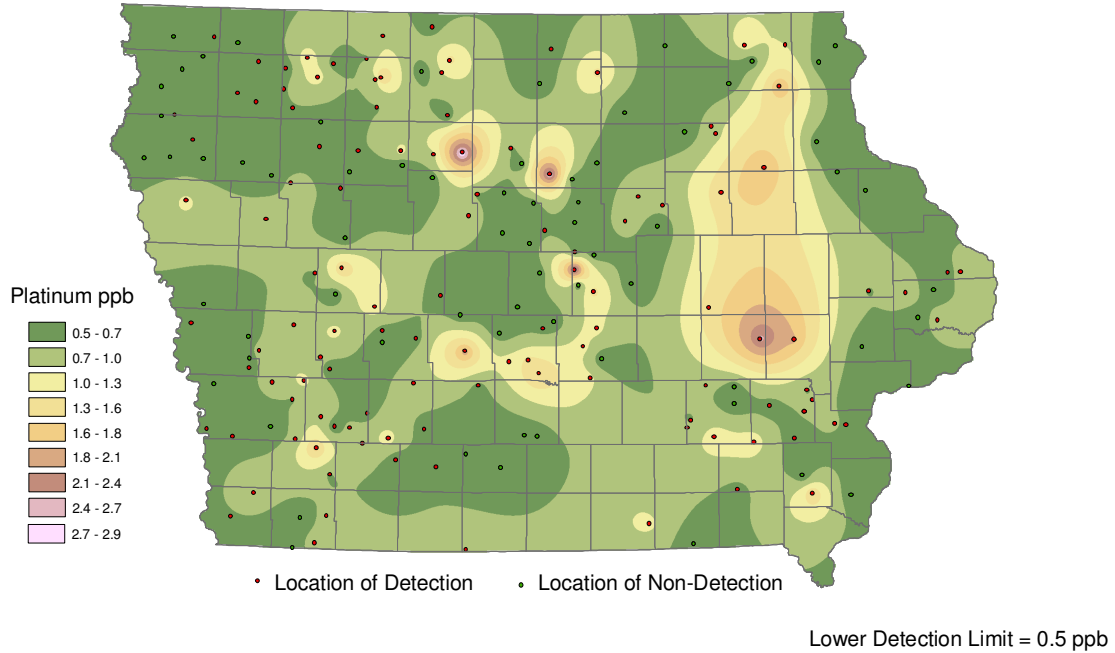 Platinum ppb
0.5 - 0.7
0.7 - 1.0
1.0 - 1.3
1.3 - 1.6
1.6 - 1.8
1.8 - 2.1
2.1 - 2.4
2.4 - 2.7
2.7 - 2.9
Location of Detection Location of Non-Detection
Lower Detection Limit = 0.5 ppb